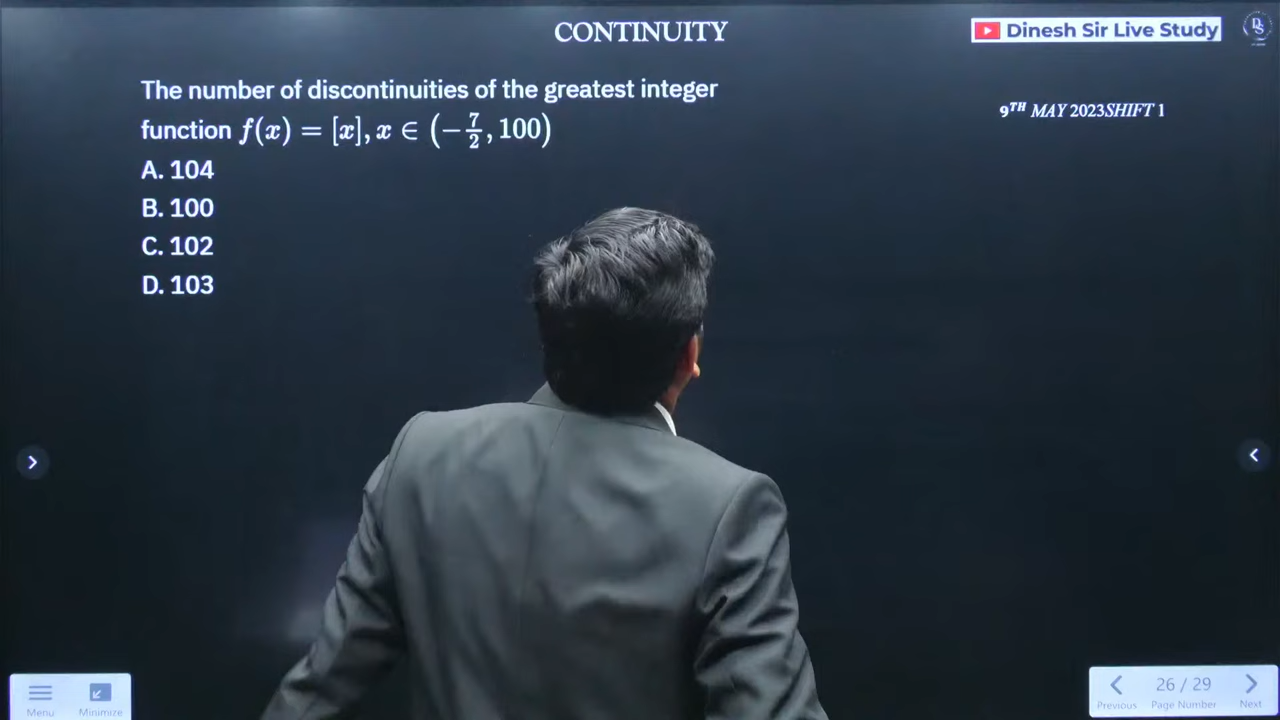 CONTINUITY
Dinesh Sir Live Study
DS
The number of discontinuities of the greatest integer
function f(x) = [x], x ∈ (−7/2, 100)
9TH MAY 2023SHIFT 1
A. 104
B. 100
C. 102
D. 103
26 / 29
Menu Minimize
Previous Page Number Next